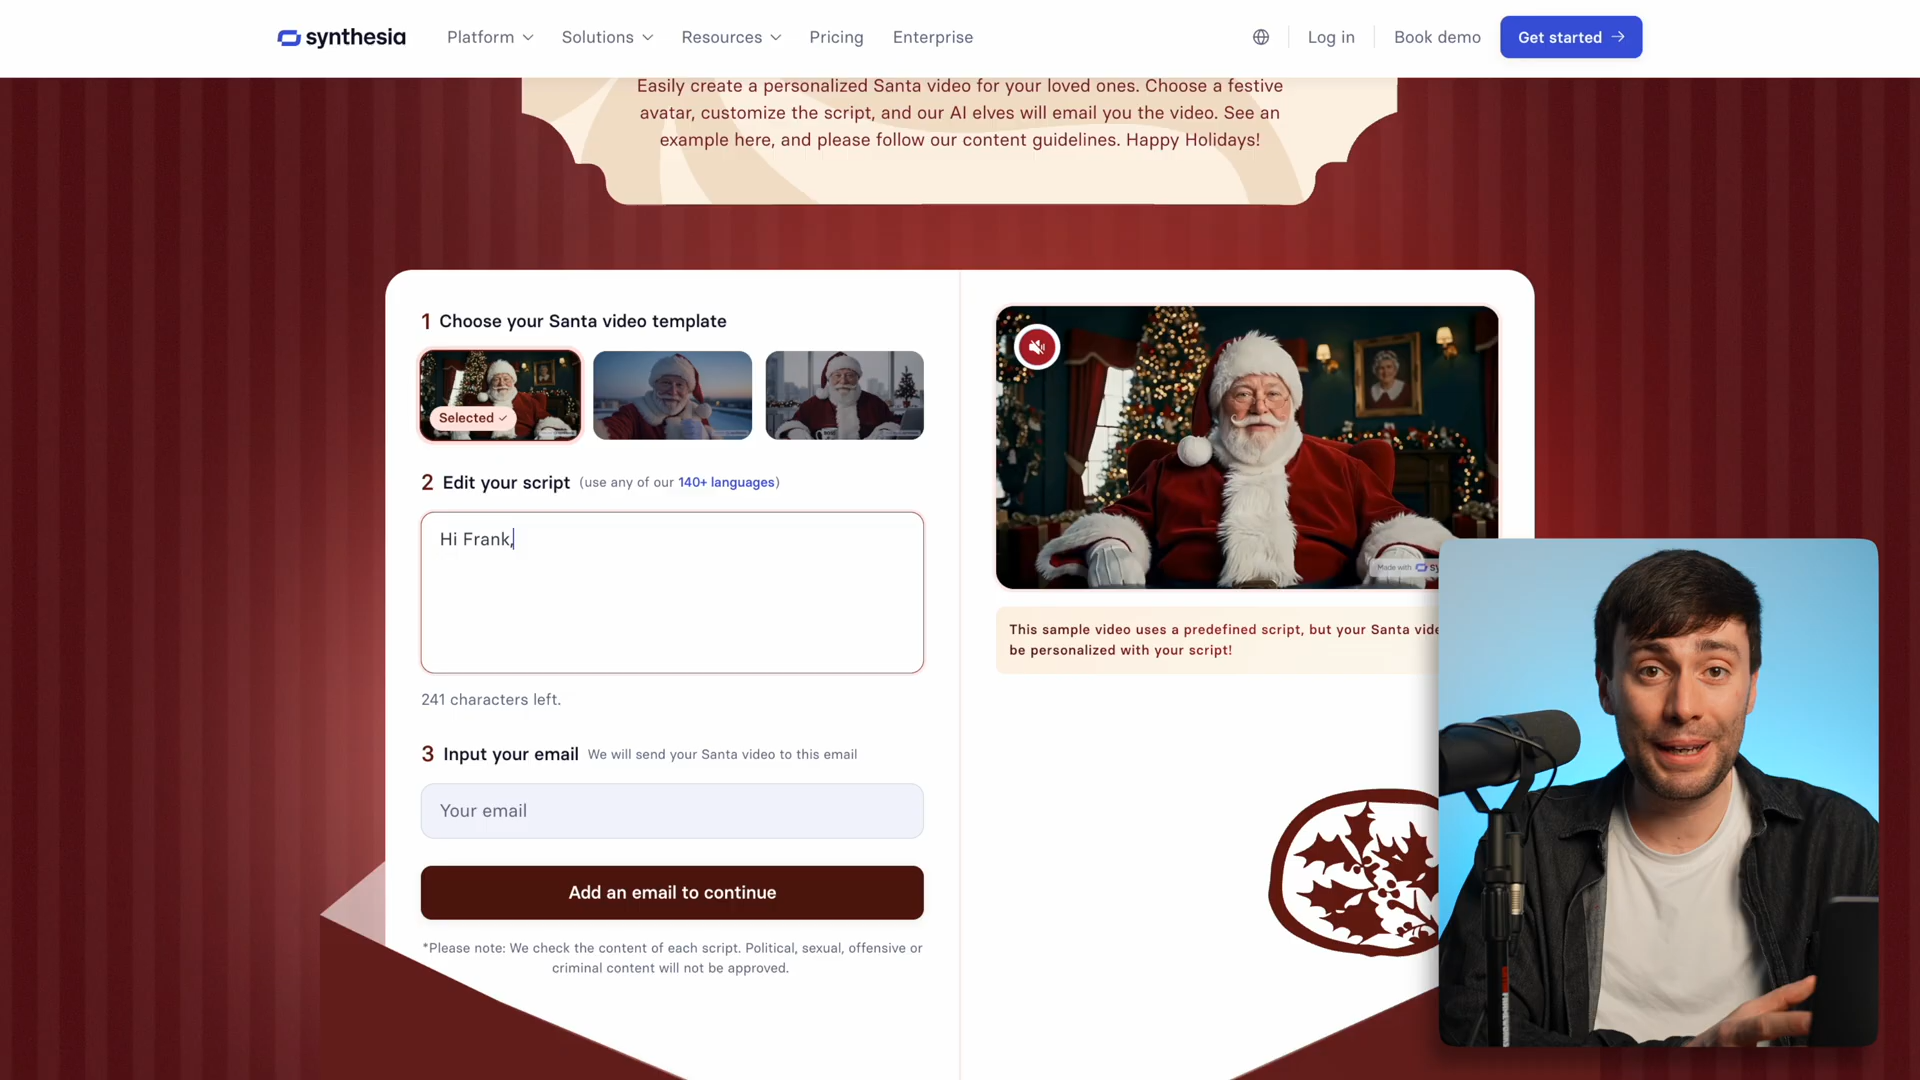 synthesia
Platform
Solutions
Resources
Pricing
Enterprise
Log in
Book demo
Get started
Easily create a personalized Santa video for your loved ones. Choose a festive
avatar, customize the script, and our AI elves will email you the video. See an
example here, and please follow our content guidelines. Happy Holidays!
1 Choose your Santa video template
Selected
2 Edit your script (use any of our 140+ languages)
Hi Frank,
241 characters left.
3 Input your email We will send your Santa video to this email
Your email
Add an email to continue
*Please note: We check the content of each script. Political, sexual, offensive or
criminal content will not be approved.
Made with
This sample video uses a predefined script, but your Santa
be personalized with your script!